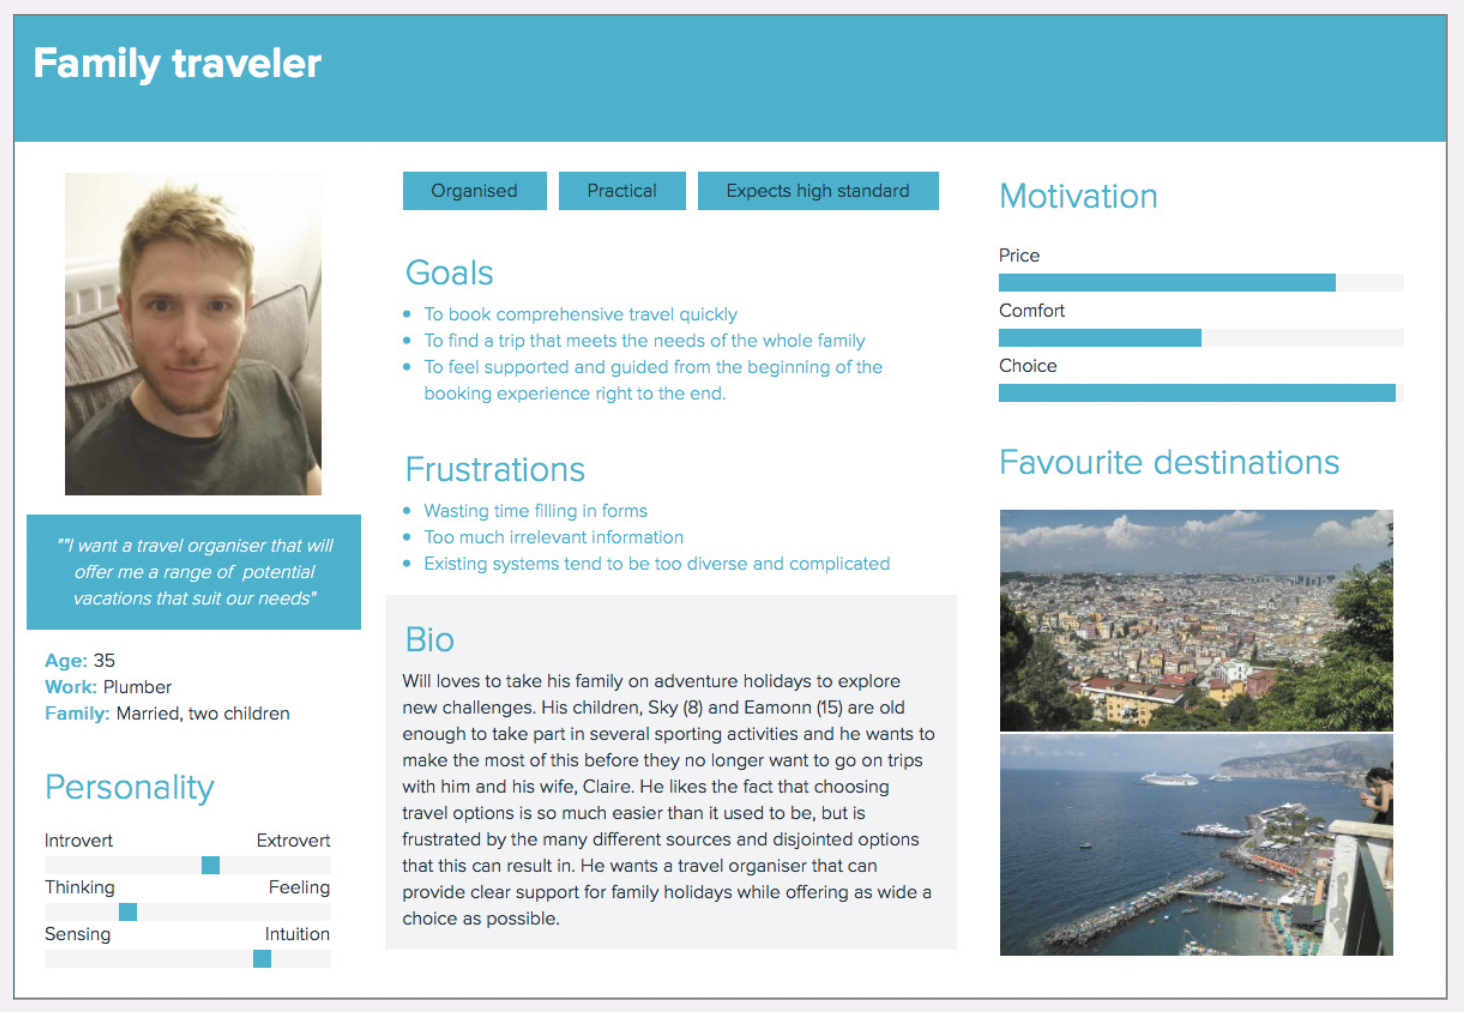 Family traveler
""I want a travel organiser that will
offer me a range of  potential
vacations that suit our needs"
Age: 35
Work: Plumber
Family: Married, two children
Personality
Introvert Extrovert
Thinking Feeling
Sensing Intuition
Organised Practical Expects high standard
Goals
• To book comprehensive travel quickly
• To find a trip that meets the needs of the whole family
• To feel supported and guided from the beginning of the
booking experience right to the end.
Frustrations
• Wasting time filling in forms
• Too much irrelevant information
• Existing systems tend to be too diverse and complicated
Bio
Will loves to take his family on adventure holidays to explore
new challenges. His children, Sky (8) and Eamonn (15) are old
enough to take part in several sporting activities and he wants to
make the most of this before they no longer want to go on trips
with him and his wife, Claire. He likes the fact that choosing
travel options is so much easier than it used to be, but is
frustrated by the many different sources and disjointed options
that this can result in. He wants a travel organiser that can
provide clear support for family holidays while offering as wide a
choice as possible.
Motivation
Price
Comfort
Choice
Favourite destinations